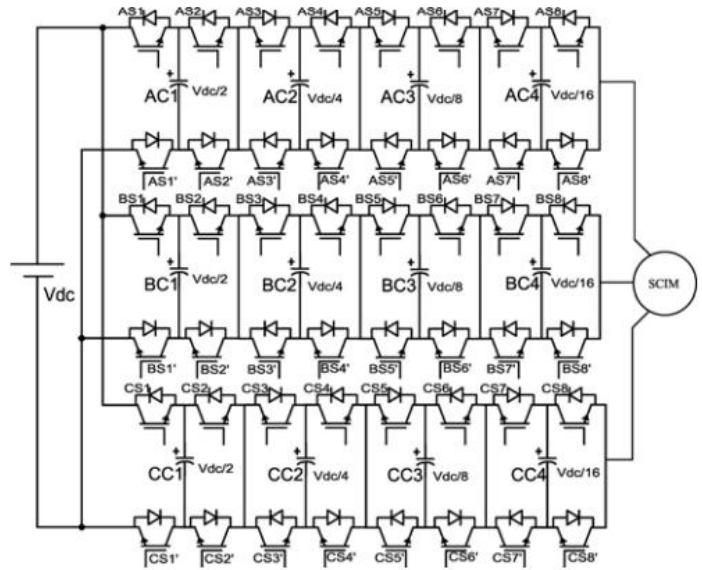 AS1 AS2 AS3 AS4 AS5 AS6 AS7 AS8
AC1 Vdc/2 AC2 Vdc/4 AC3 Vdc/8 AC4 Vdc/16
AS1' AS2' AS3' AS4' AS5' AS6' AS7' AS8'
BS1 BS2 BS3 BS4 BS5 BS6 BS7 BS8
Vdc BC1 Vdc/2 BC2 Vdc/4 BC3 Vdc/8 BC4 Vdc/16 SCIM
BS1' BS2' BS3' BS4' BS5' BS6' BS7' BS8'
CS1 CS2 CS3 CS4 CS5 CS6 CS7 CS8
CC1 Vdc/2 CC2 Vdc/4 CC3 Vdc/8 CC4 Vdc/16
CS1' CS2' CS3' CS4' CS5' CS6' CS7' CS8'